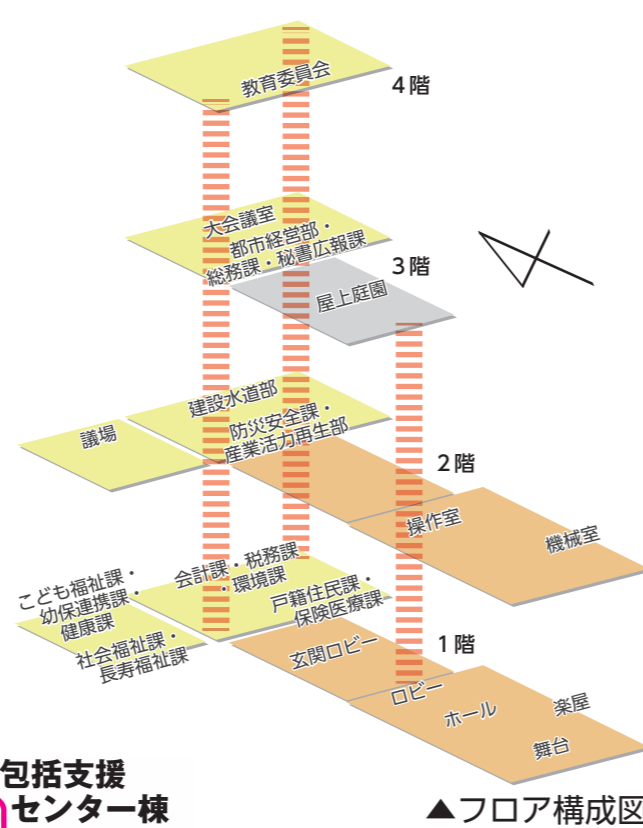 教育委員会
4階
大会議室
都市経営部・
総務課・秘書広報課
3階
屋上庭園
建設水道部
防災安全課・
産業活力再生部
議場
2階
操作室
機械室
こども福祉課・
幼保連携課・
健康課
会計課・税務課
・環境課
戸籍住民課・
保険医療課
社会福祉課・
長寿福祉課
1階
玄関ロビー
ロビー
ホール
楽屋
舞台
包括支援
センター棟
▲フロア構成図